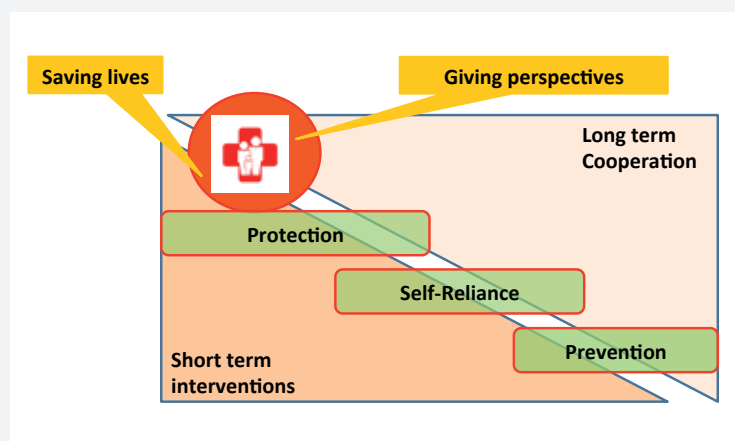 Saving lives
Giving perspectives
Long term
Cooperation
Protection
Self-Reliance
Prevention
Short term
interventions